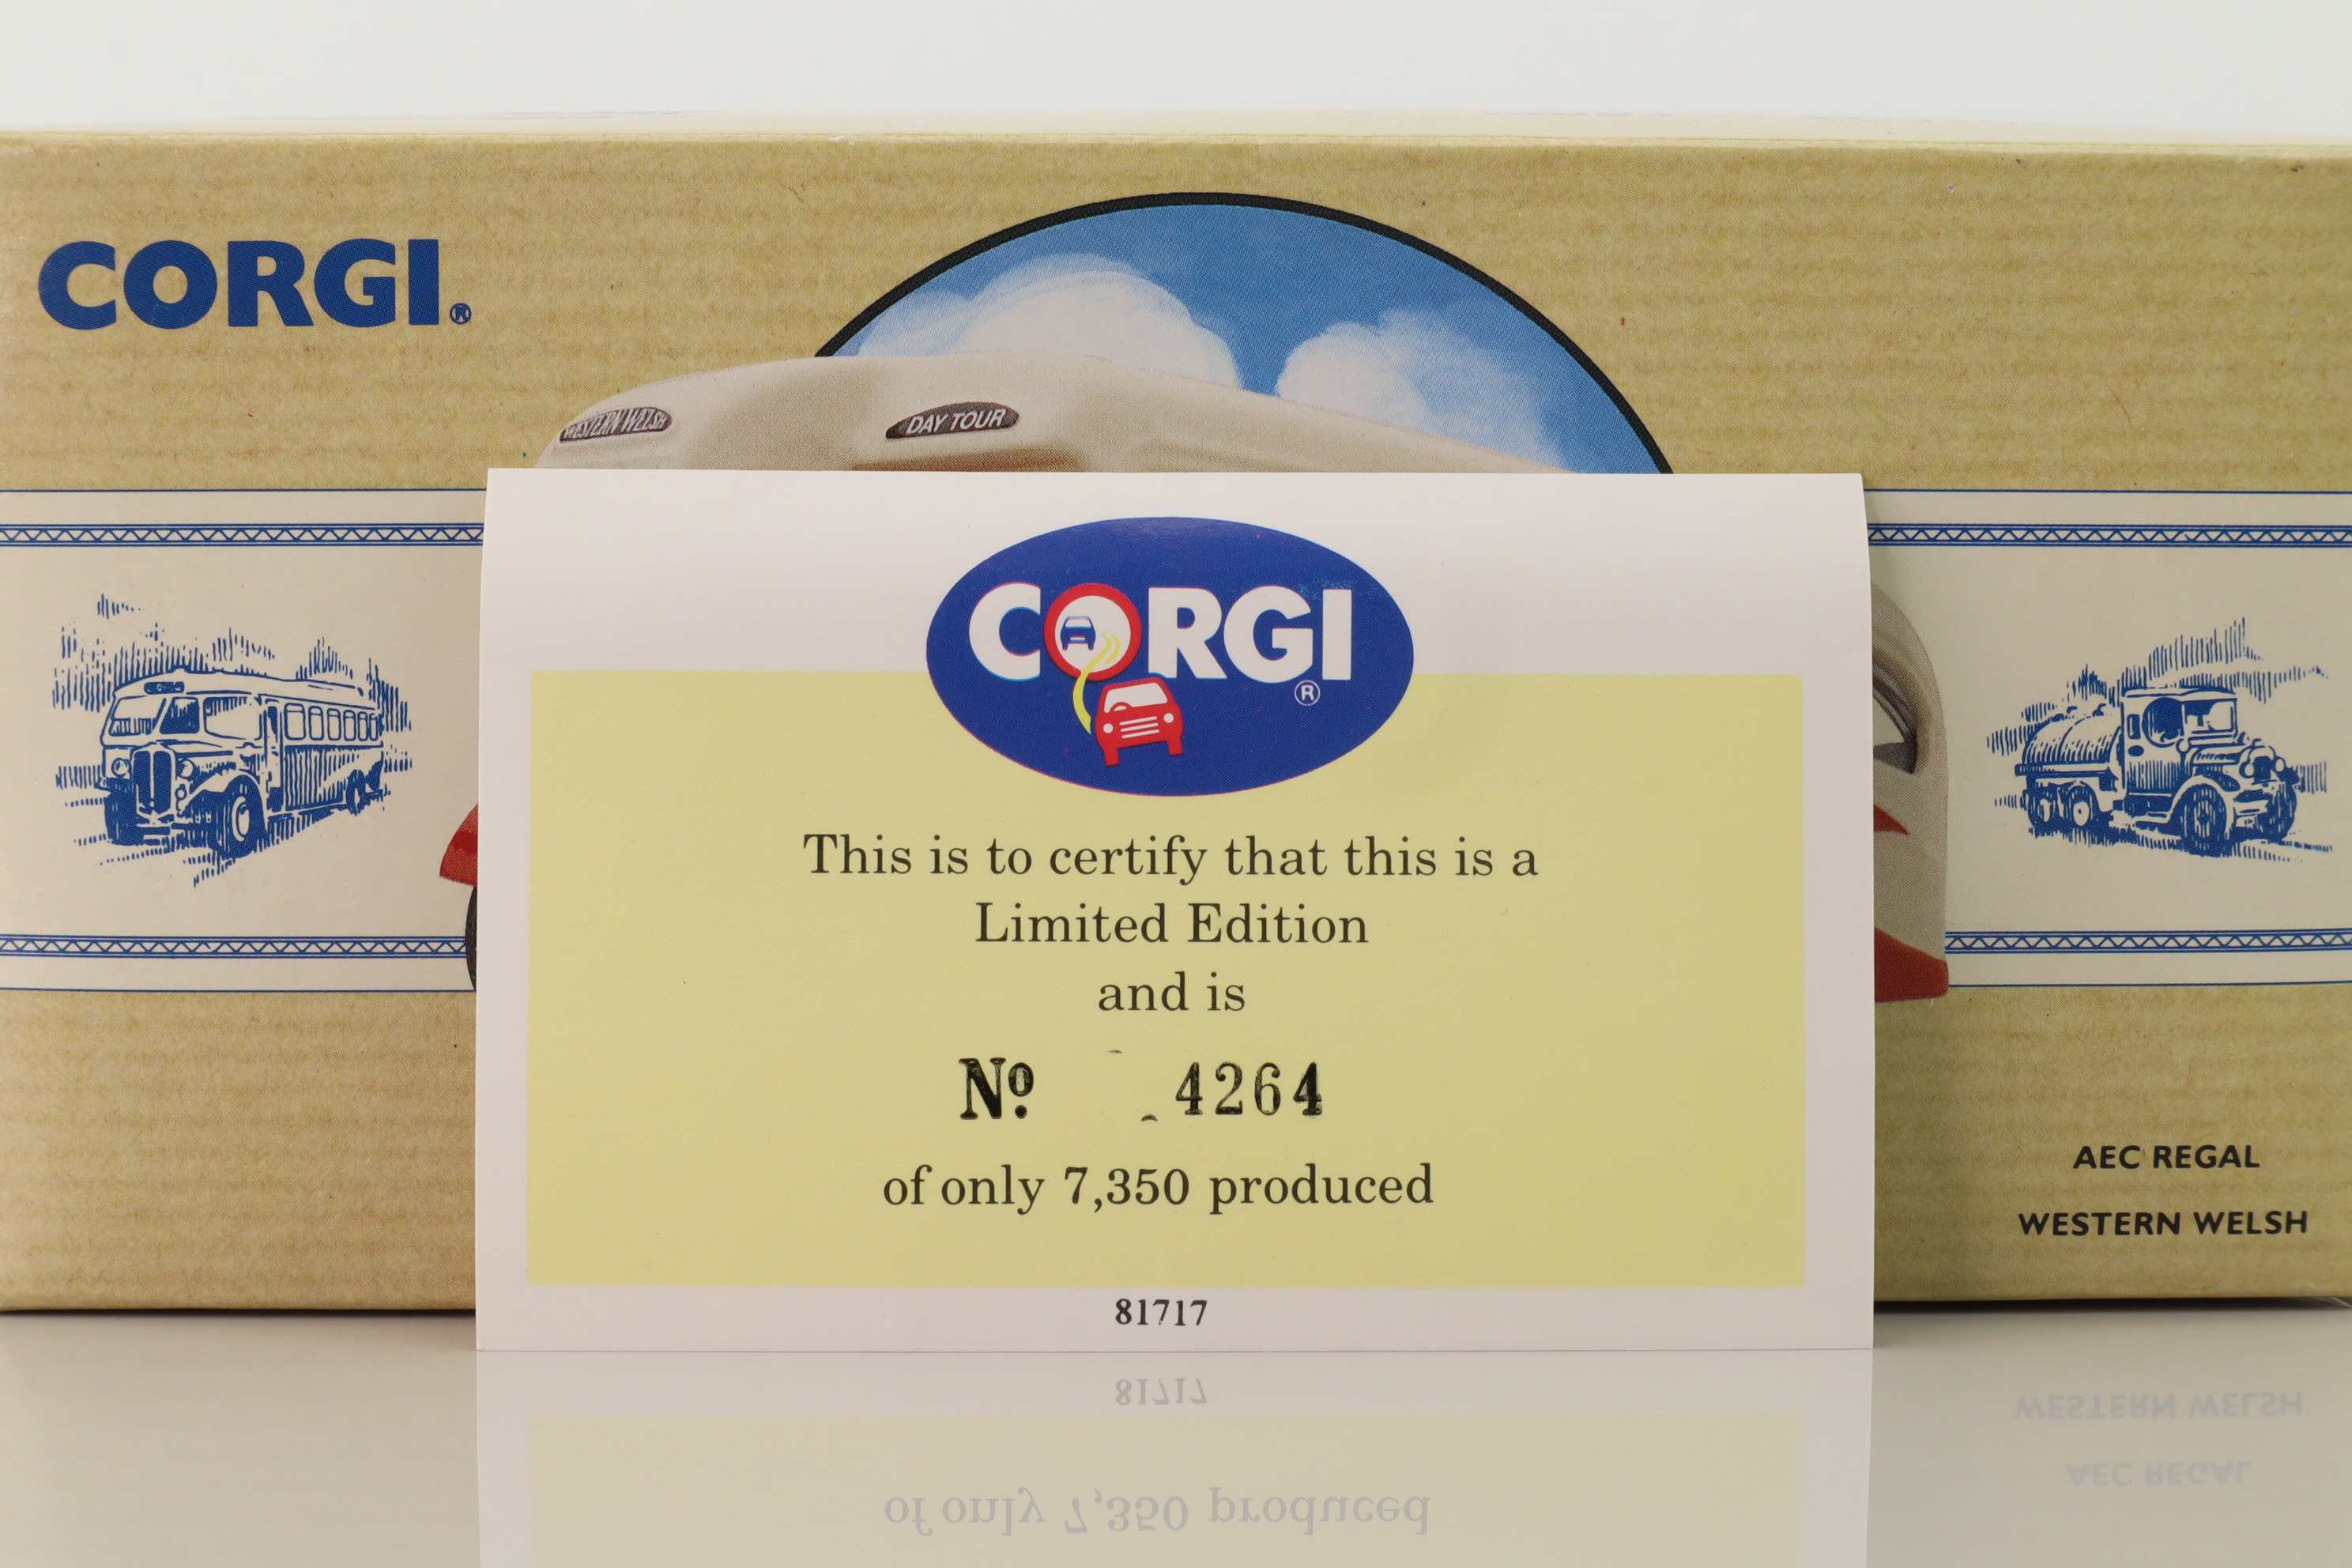 CORGI®
WESTERN WELSH
DAY TOUR
CORGI®
This is to certify that this is a
Limited Edition
and is
Nº 4264
of only 7,350 produced
81717
AEC REGAL
WESTERN WELSH